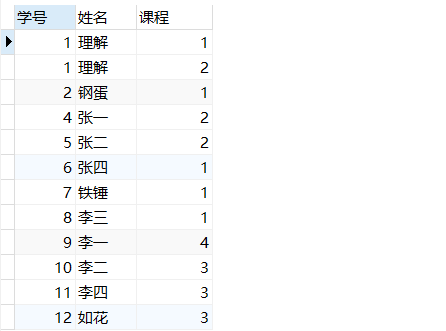 学号 姓名 课程
1 理解 1
1 理解 2
2 钢蛋 1
4 张一 2
5 张二 2
6 张四 1
7 铁锤 1
8 李三 1
9 李一 4
10 李二 3
11 李四 3
12 如花 3